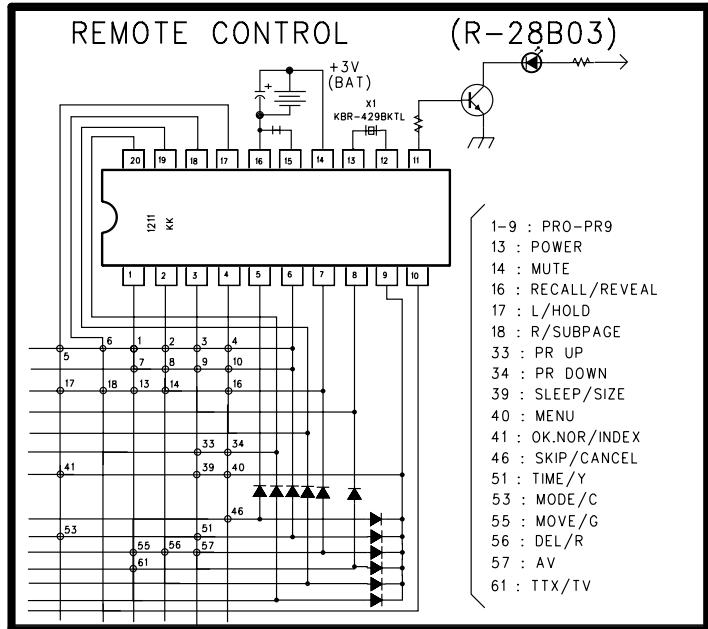 REMOTE CONTROL (R-28B03)
+3V
(BAT)
+
X1
KBR-429BKTL
20 19 18 17 16 15 14 13 12 11
1211
KK
1 2 3 4 5 6 7 8 9 10
1-9 : PRO-PR9
13 : POWER
14 : MUTE
16 : RECALL/REVEAL
17 : L/HOLD
18 : R/SUBPAGE
33 : PR UP
34 : PR DOWN
39 : SLEEP/SIZE
40 : MENU
41 : OK.NOR/INDEX
46 : SKIP/CANCEL
51 : TIME/Y
53 : MODE/C
55 : MOVE/G
56 : DEL/R
57 : AV
61 : TTX/TV
5 6 1 2 3 4
7 8 9 10
17 18 13 14 16
33 34
41 39 40
46
53 51
55 56 57
61